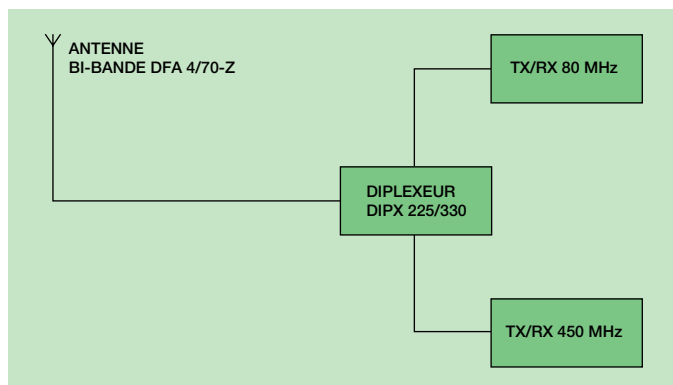 ANTENNE
BI-BANDE DFA 4/70-Z
TX/RX 80 MHz
DIPLEXEUR
DIPX 225/330
TX/RX 450 MHz